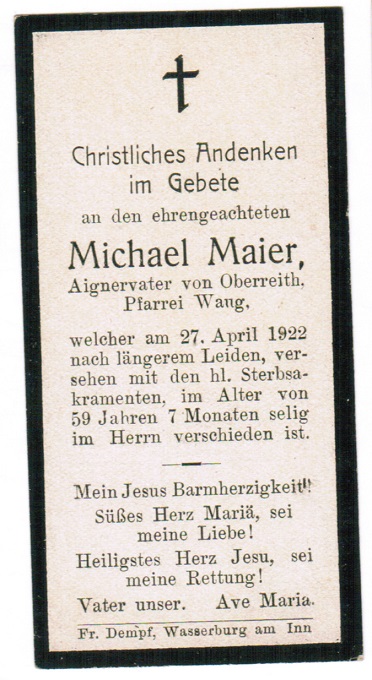 Christliches Andenken
im Gebete
an den ehrengeachteten
Michael Maier,
Aignervater von Oberreith,
Pfarrei Wang,
welcher am 27. April 1922
nach längerem Leiden, ver-
sehen mit den hl. Sterbsa-
kramenten, im Alter von
59 Jahren 7 Monaten selig
im Herrn verschieden ist.
Mein Jesus Barmherzigkeit!
Süßes Herz Mariä, sei
meine Liebe!
Heiligstes Herz Jesu, sei
meine Rettung!
Vater unser. Ave Maria.
Fr. Dempf, Wasserburg am Inn